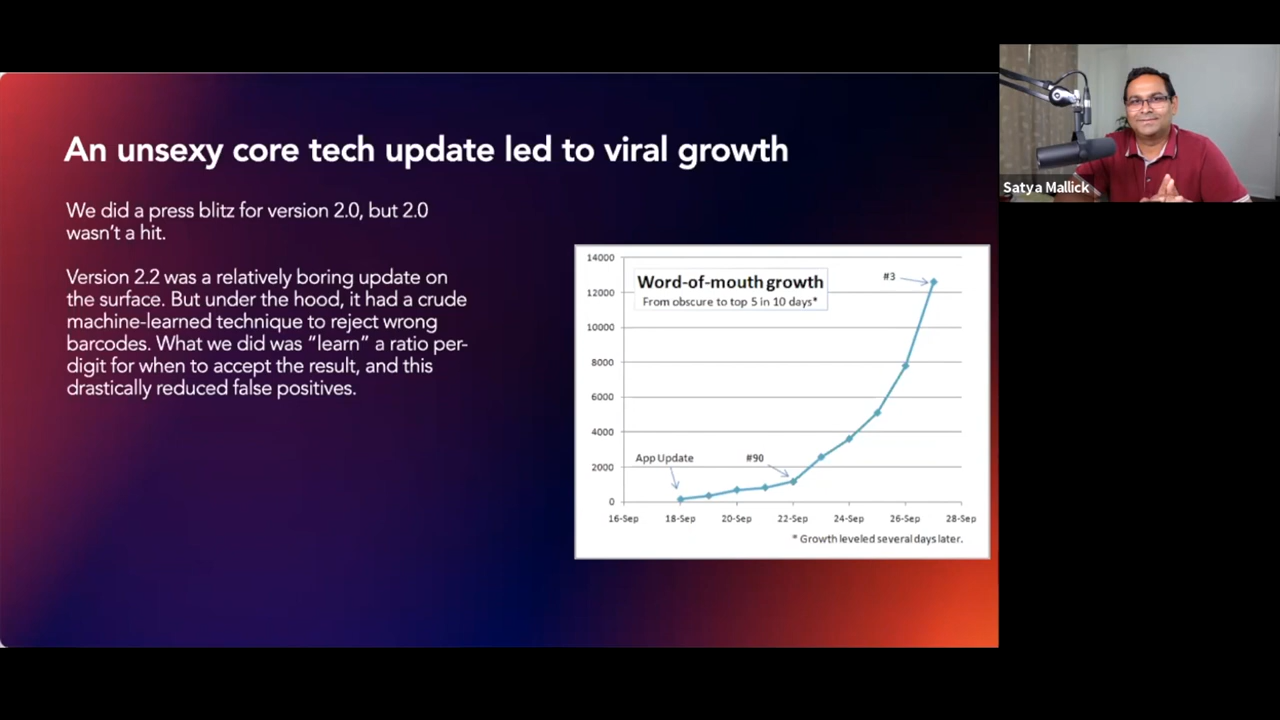 An unsexy core tech update led to viral growth
We did a press blitz for version 2.0, but 2.0
wasn't a hit.
Version 2.2 was a relatively boring update on
the surface. But under the hood, it had a crude
machine-learned technique to reject wrong
barcodes. What we did was “learn” a ratio per-
digit for when to accept the result, and this
drastically reduced false positives.
14000
12000
10000
8000
6000
4000
2000
0
Word-of-mouth growth
From obscure to top 5 in 10 days*
#3
App Update
#90
16-Sep 18-Sep 20-Sep 22-Sep 24-Sep 26-Sep 28-Sep
* Growth leveled several days later.
Satya Mallick